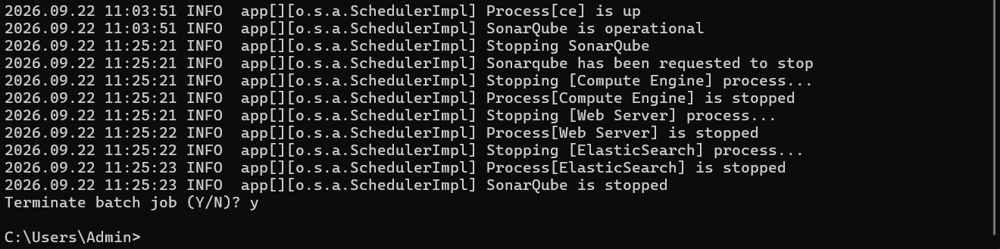 2026.09.22 11:03:51 INFO  app[][o.s.a.SchedulerImpl] Process[ce] is up
2026.09.22 11:03:51 INFO  app[][o.s.a.SchedulerImpl] SonarQube is operational
2026.09.22 11:25:21 INFO  app[][o.s.a.SchedulerImpl] Stopping SonarQube
2026.09.22 11:25:21 INFO  app[][o.s.a.SchedulerImpl] Sonarqube has been requested to stop
2026.09.22 11:25:21 INFO  app[][o.s.a.SchedulerImpl] Stopping [Compute Engine] process...
2026.09.22 11:25:21 INFO  app[][o.s.a.SchedulerImpl] Process[Compute Engine] is stopped
2026.09.22 11:25:21 INFO  app[][o.s.a.SchedulerImpl] Stopping [Web Server] process...
2026.09.22 11:25:22 INFO  app[][o.s.a.SchedulerImpl] Process[Web Server] is stopped
2026.09.22 11:25:22 INFO  app[][o.s.a.SchedulerImpl] Stopping [ElasticSearch] process...
2026.09.22 11:25:23 INFO  app[][o.s.a.SchedulerImpl] Process[ElasticSearch] is stopped
2026.09.22 11:25:23 INFO  app[][o.s.a.SchedulerImpl] SonarQube is stopped
Terminate batch job (Y/N)? y
C:\Users\Admin>